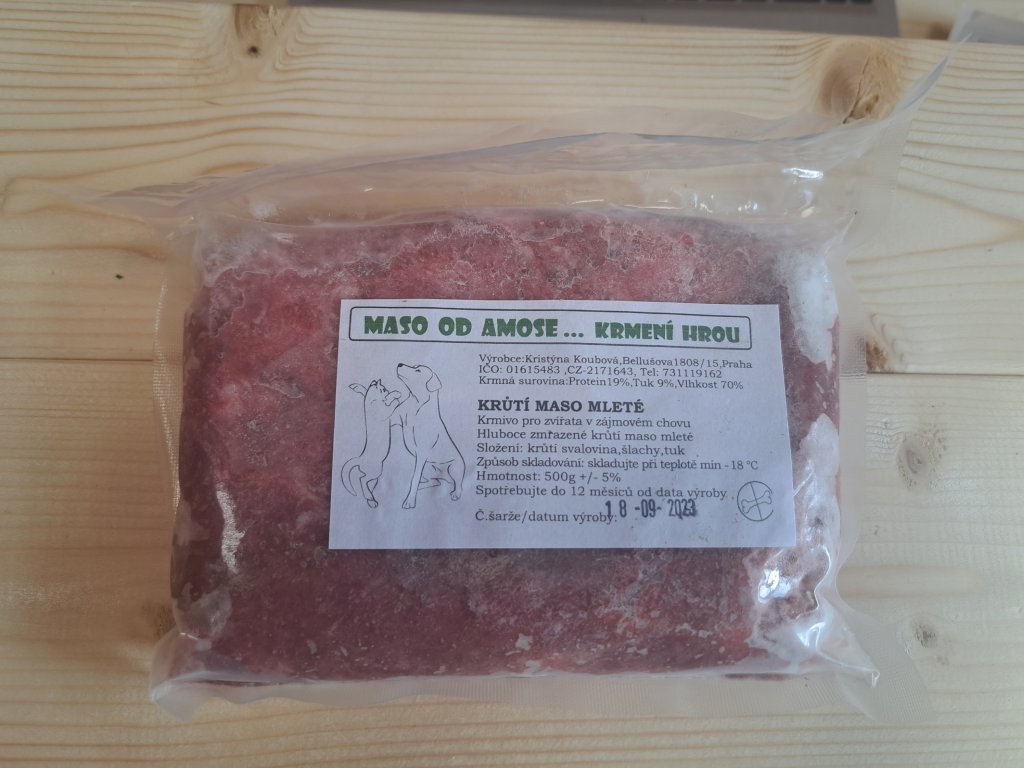 MASO OD AMOSE... KRMENÍ HROU
Výrobce:Kristýna Koubová,Bellušova1808/15,Praha
IČO: 01615483 ,CZ-2171643, Tel: 731119162
Krmná surovina:Protein19%,Tuk 9%,Vlhkost 70%
KRŮTÍ MASO MLETÉ
Krmivo pro zvířata v zájmovém chovu
Hluboce zmražené krůtí maso mleté
Složení: krůtí svalovina,šlachy,tuk
Způsob skladování: skladujte při teplotě min -18 °C
Hmotnost: 500g +/- 5%
Spotřebujte do 12 měsíců od data výroby
Č.šarže/datum výroby: 18 -09- 2023